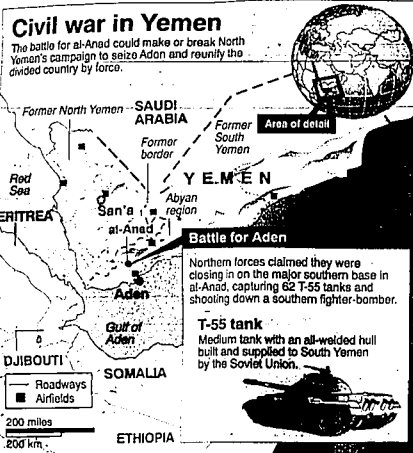 Civil war in Yemen
The battle for al-Anad could make or break North
Yemen's campaign to seize Adon and reunify the
divided country by force.
Former North Yemen
SAUDI
ARABIA
Former
border
Former
South
Yemen
Area of detail
Red
Sea
YEMEN
San'a
Abyan
region
ERITREA
al-Anad
Aden
Gulf of
Aden
DJIBOUTI
SOMALIA
ETHIOPIA
Roadways
Airfields
200 miles
200 km
Battle for Aden
Northern forces claimed they were
closing in on the major southern base in
al-Anad, capturing 62 T-55 tanks and
shooting down a southern fighter-bomber.
T-55 tank
Medium tank with an all-welded hull
built and supplied to South Yemen
by the Soviet Union.